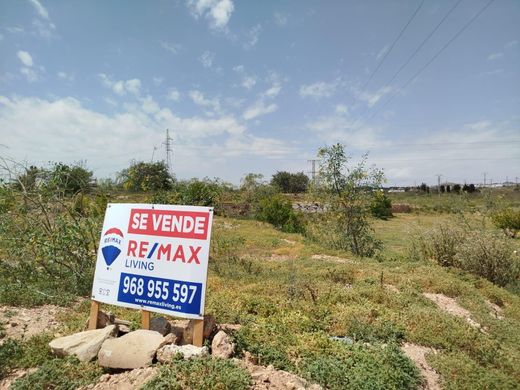 SE VENDE
RE/MAX
RE/MAX
LIVING
968 955 597
www.remaxliving.es